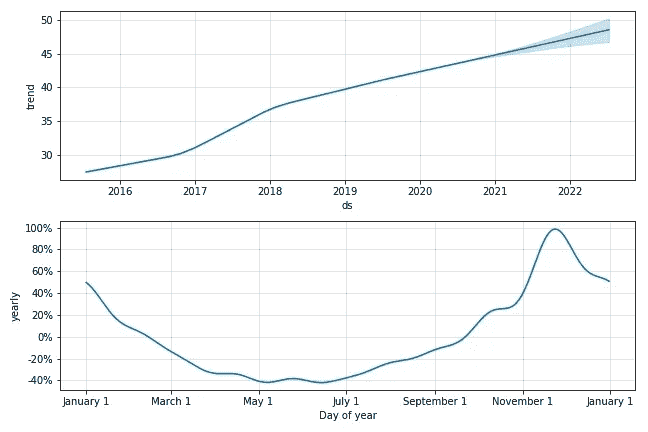 50
45
40
35
30
trend
2016 2017 2018 2019 2020 2021 2022
ds
100%
80%
60%
40%
20%
0%
-20%
-40%
yearly
January 1 March 1 May 1 July 1 September 1 November 1 January 1
Day of year